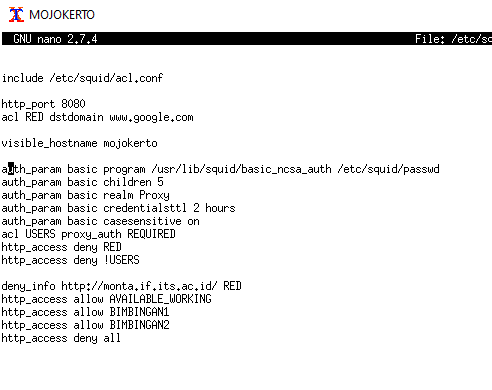 MOJOKERTO
GNU nano 2.7.4 File: /etc/sq
include /etc/squid/acl.conf
http_port 8080
acl RED dstdomain www.google.com
visible_hostname mojokerto
auth_param basic program /usr/lib/squid/basic_ncsa_auth /etc/squid/passwd
auth_param basic children 5
auth_param basic realm Proxy
auth_param basic credentialsttl 2 hours
auth_param basic casesensitive on
acl USERS proxy_auth REQUIRED
http_access deny RED
http_access deny !USERS
deny_info http://monta.if.its.ac.id/ RED
http_access allow AVAILABLE_WORKING
http_access allow BIMBINGAN1
http_access allow BIMBINGAN2
http_access deny all